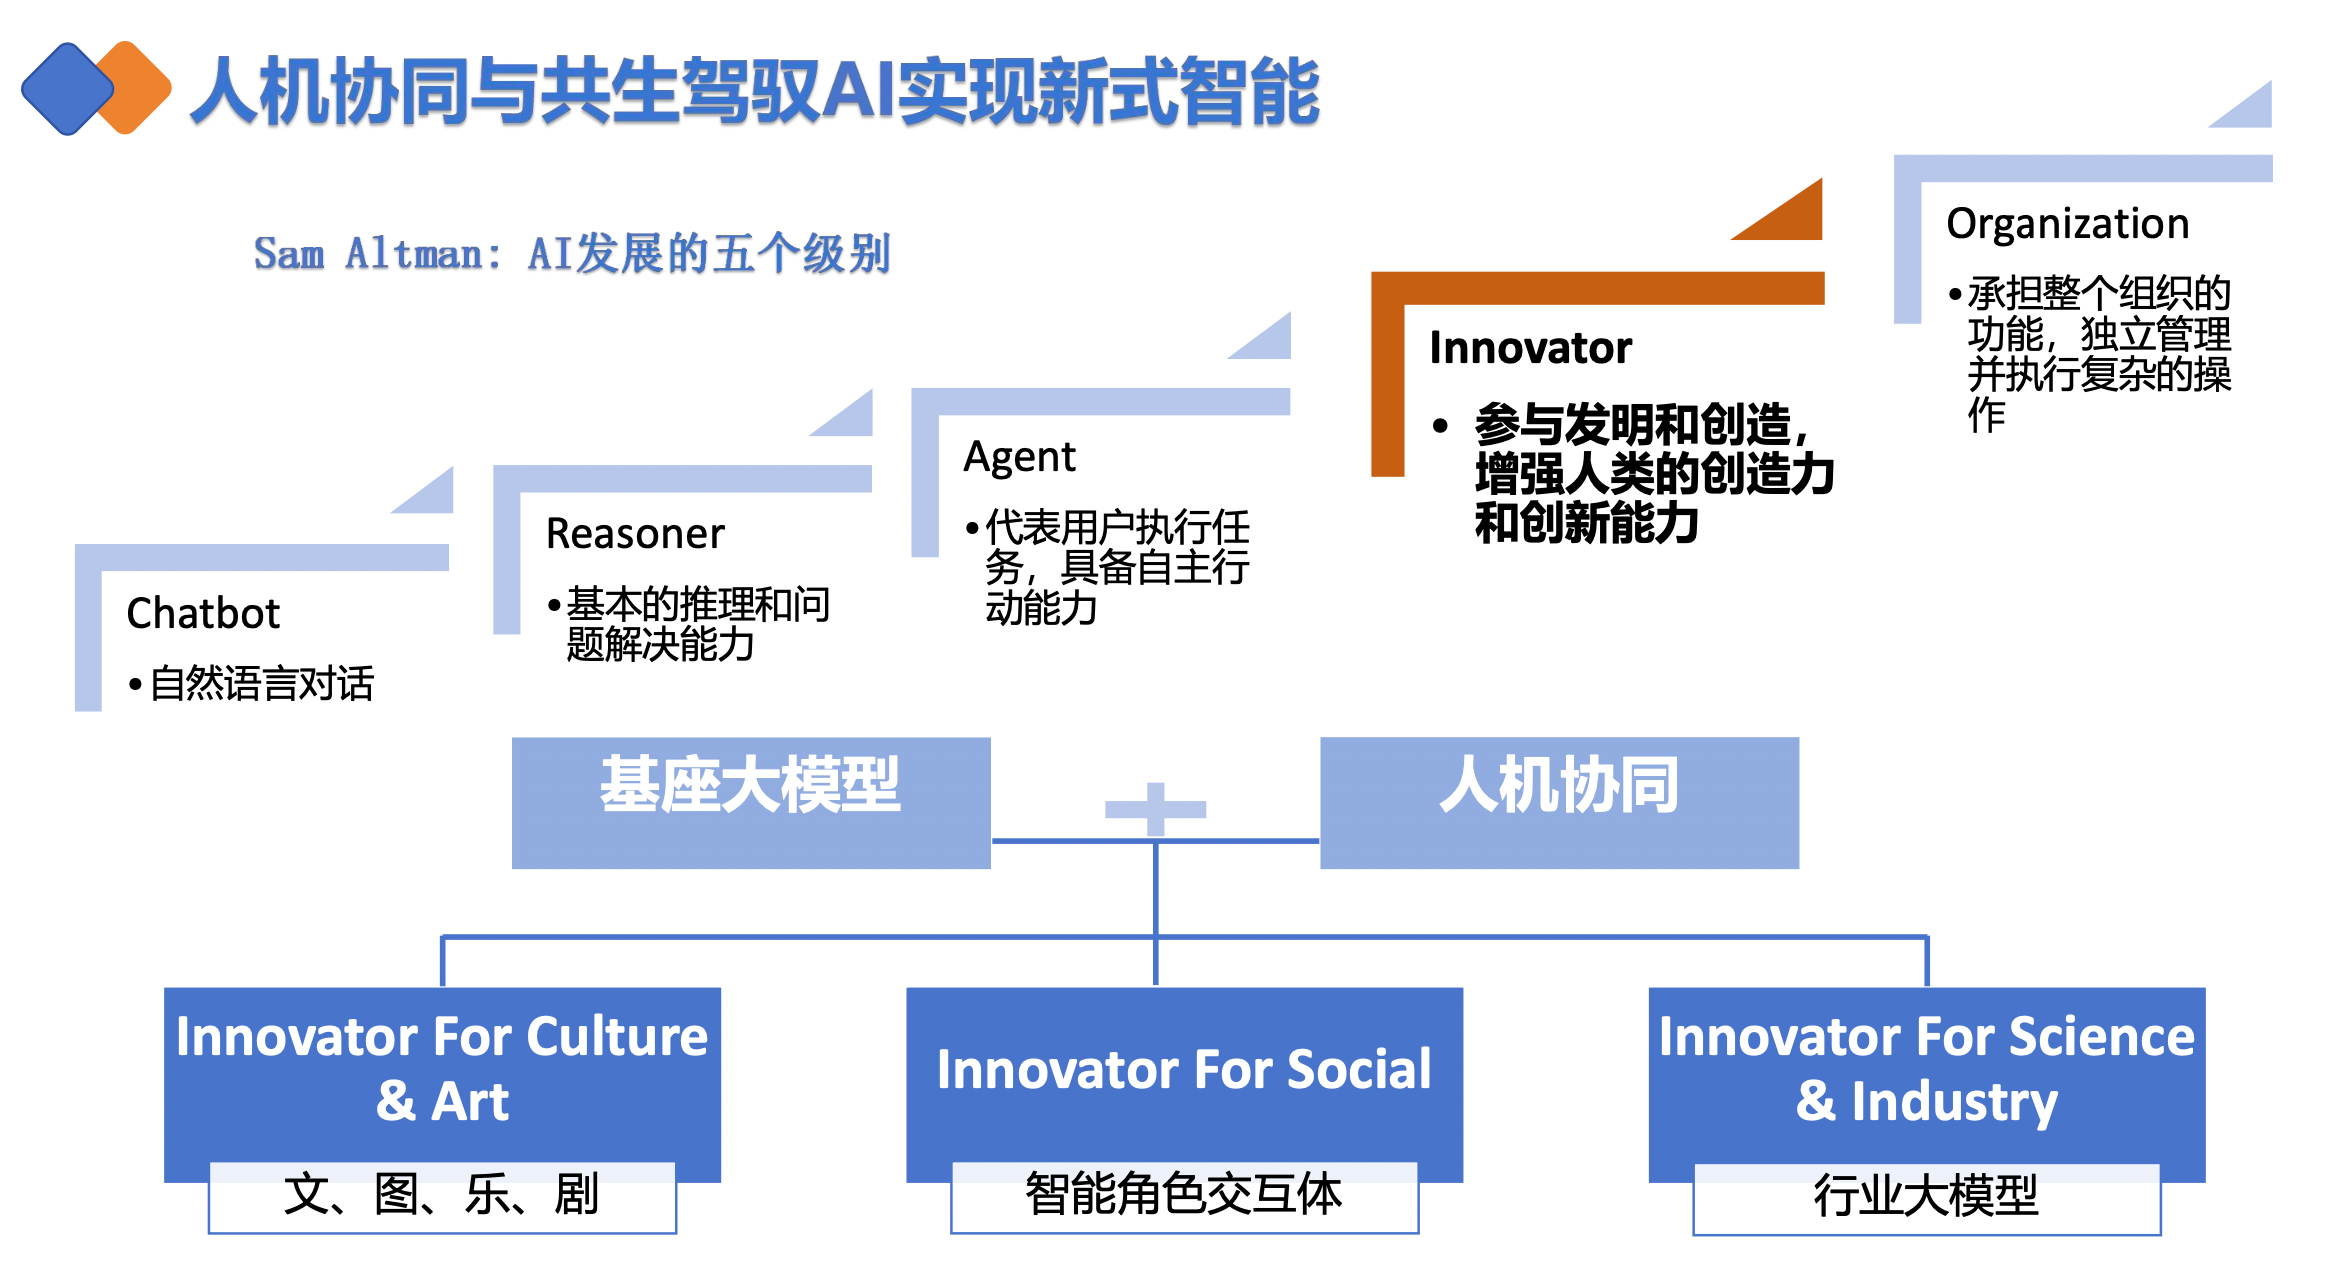 人机协同与共生驾驭AI实现新式智能
Sam Altman: AI发展的五个级别
Chatbot
•自然语言对话
Reasoner
•基本的推理和问
题解决能力
Agent
•代表用户执行任
务，具备自主行
动能力
Innovator
• 参与发明和创造，
增强人类的创造力
和创新能力
Organization
•承担整个组织的
功能，独立管理
并执行复杂的操
作
基座大模型
人机协同
Innovator For Culture
& Art
文、图、乐、剧
Innovator For Social
智能角色交互体
Innovator For Science
& Industry
行业大模型